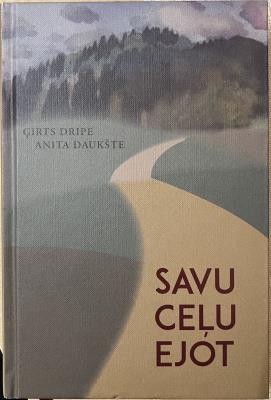 ĢIRTS DRIPE
ANITA DAUKŠTE
SAVU
CEĻU
EJOT